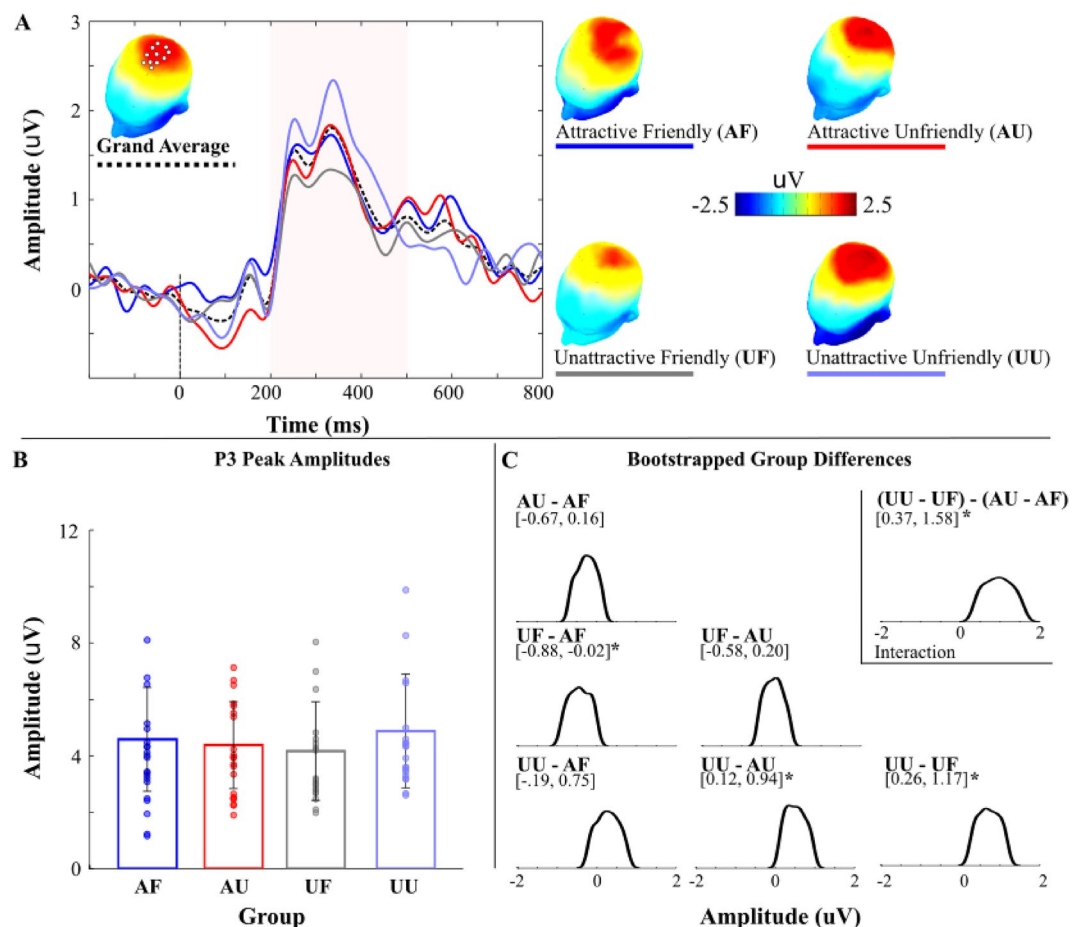 A
Amplitude (uV)
3
2
1
0
Grand Average
0
200
400
600
800
Time (ms)
Attractive Friendly (AF)
Attractive Unfriendly (AU)
uV
-2.5
2.5
Unattractive Friendly (UF)
Unattractive Unfriendly (UU)
B
P3 Peak Amplitudes
Amplitude (uV)
12
8
4
0
AF
AU
UF
UU
Group
C
Bootstrapped Group Differences
AU - AF
[-0.67, 0.16]
(UU - UF) - (AU - AF)
[0.37, 1.58]*
-2
0
2
Interaction
UF - AF
[-0.88, -0.02]*
UF - AU
[-0.58, 0.20]
UU - AF
[-.19, 0.75]
UU - AU
[0.12, 0.94]*
UU - UF
[0.26, 1.17]*
-2
0
2
-2
0
2
-2
0
2
Amplitude (uV)